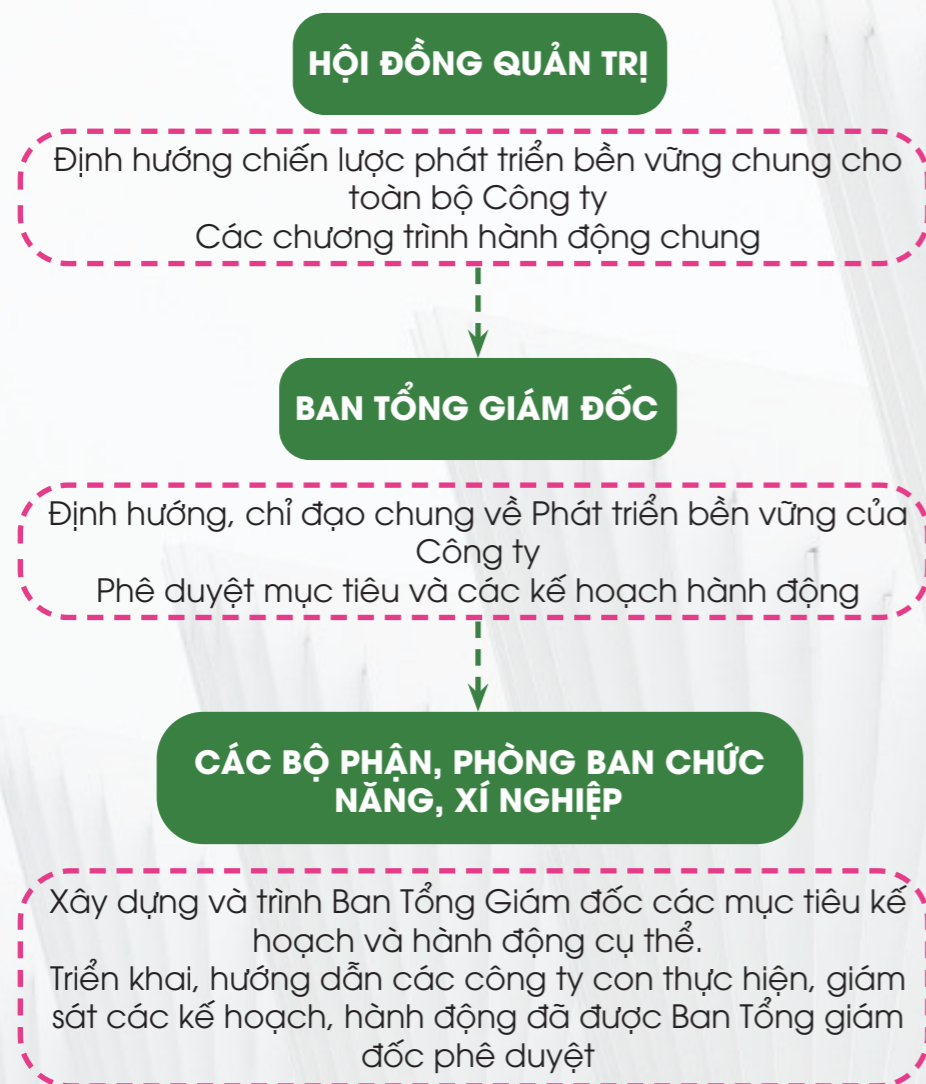 HỘI ĐỒNG QUẢN TRỊ
Định hướng chiến lược phát triển bền vững chung cho
toàn bộ Công ty
Các chương trình hành động chung
BAN TỔNG GIÁM ĐỐC
Định hướng, chỉ đạo chung về Phát triển bền vững của
Công ty
Phê duyệt mục tiêu và các kế hoạch hành động
CÁC BỘ PHẬN, PHÒNG BAN CHỨC
NĂNG, XÍ NGHIỆP
Xây dựng và trình Ban Tổng Giám đốc các mục tiêu kế
hoạch và hành động cụ thể.
Triển khai, hướng dẫn các công ty con thực hiện, giám
sát các kế hoạch, hành động đã được Ban Tổng giám
đốc phê duyệt